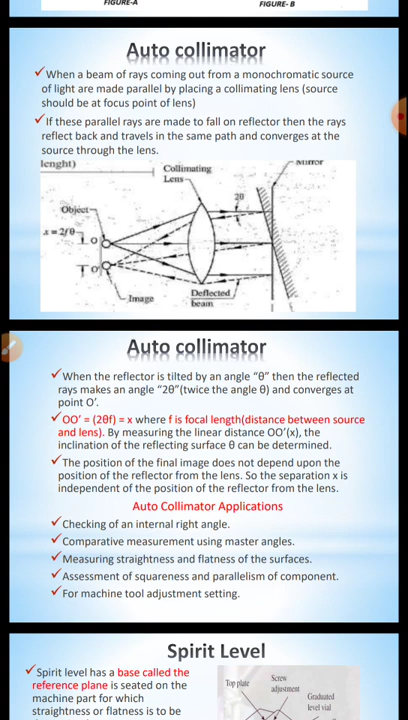 FIGURE-A
FIGURE- B
Auto collimator
✓When a beam of rays coming out from a monochromatic source
of light are made parallel by placing a collimating lens (source
should be at focus point of lens)
✓If these parallel rays are made to fall on reflector then the rays
reflect back and travels in the same path and converges at the
source through the lens.
lenght)
Collimating
Lens
Mirror
2θ
Object
x = 2fθ
O
O'
Image
Deflected
beam
Auto collimator
✓When the reflector is tilted by an angle “θ” then the reflected
rays makes an angle “2θ”(twice the angle θ) and converges at
point O’.
✓OO’ = (2θf) = x where f is focal length(distance between source
and lens). By measuring the linear distance OO’(x), the
inclination of the reflecting surface θ can be determined.
✓The position of the final image does not depend upon the
position of the reflector from the lens. So the separation x is
independent of the position of the reflector from the lens.
Auto Collimator Applications
✓Checking of an internal right angle.
✓Comparative measurement using master angles.
✓Measuring straightness and flatness of the surfaces.
✓Assessment of squareness and parallelism of component.
✓For machine tool adjustment setting.
Spirit Level
✓Spirit level has a base called the
reference plane is seated on the
machine part for which
straightness or flatness is to be
Top plate
Screw
adjustment
Graduated
level vial